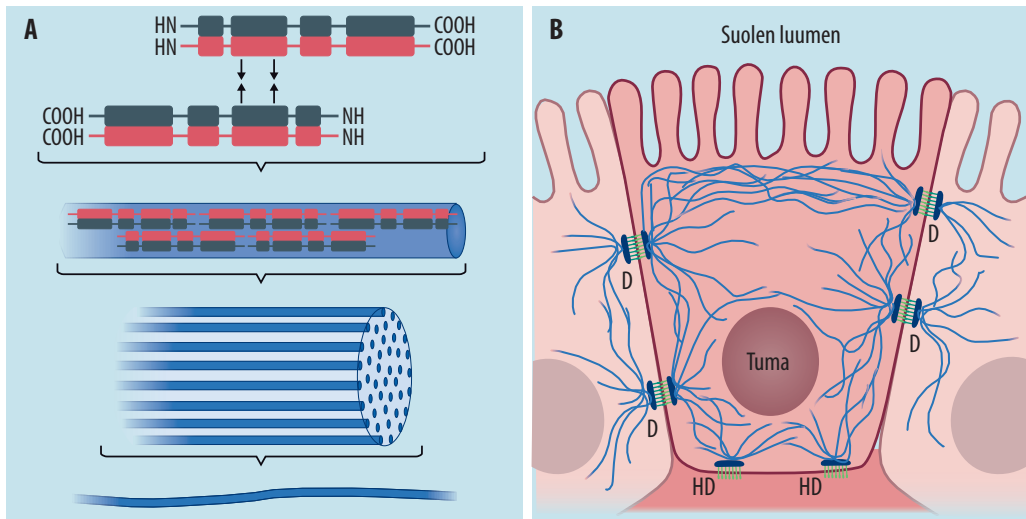 A
HN COOH
HN COOH
COOH NH
COOH NH
B
Suolen luumen
D
D
D
Tuma
D
HD HD